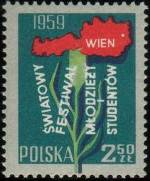 1959
WIEN
ŚWIATOWY
FESTIWAL
MŁODZIEŻY
I
STUDENTÓW
POLSKA 2.50
ZŁ